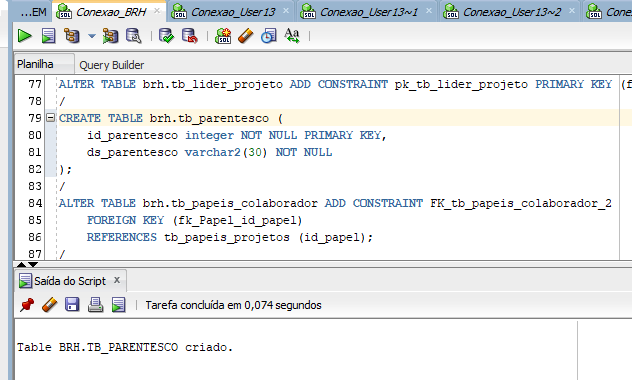 ...EM Conexao_BRH Conexao_User13 Conexao_User13~1 Conexao_User13~2 Conex
Planilha Query Builder
77 ALTER TABLE brh.tb_lider_projeto ADD CONSTRAINT pk_tb_lider_projeto PRIMARY KEY (f
78 /
79 CREATE TABLE brh.tb_parentesco (
80 id_parentesco integer NOT NULL PRIMARY KEY,
81 ds_parentesco varchar2(30) NOT NULL
82 );
83 /
84 ALTER TABLE brh.tb_papeis_colaborador ADD CONSTRAINT FK_tb_papeis_colaborador_2
85 FOREIGN KEY (fk_Papel_id_papel)
86 REFERENCES tb_papeis_projetos (id_papel);
87 /
Saída do Script x
Tarefa concluída em 0,074 segundos
Table BRH.TB_PARENTESCO criado.